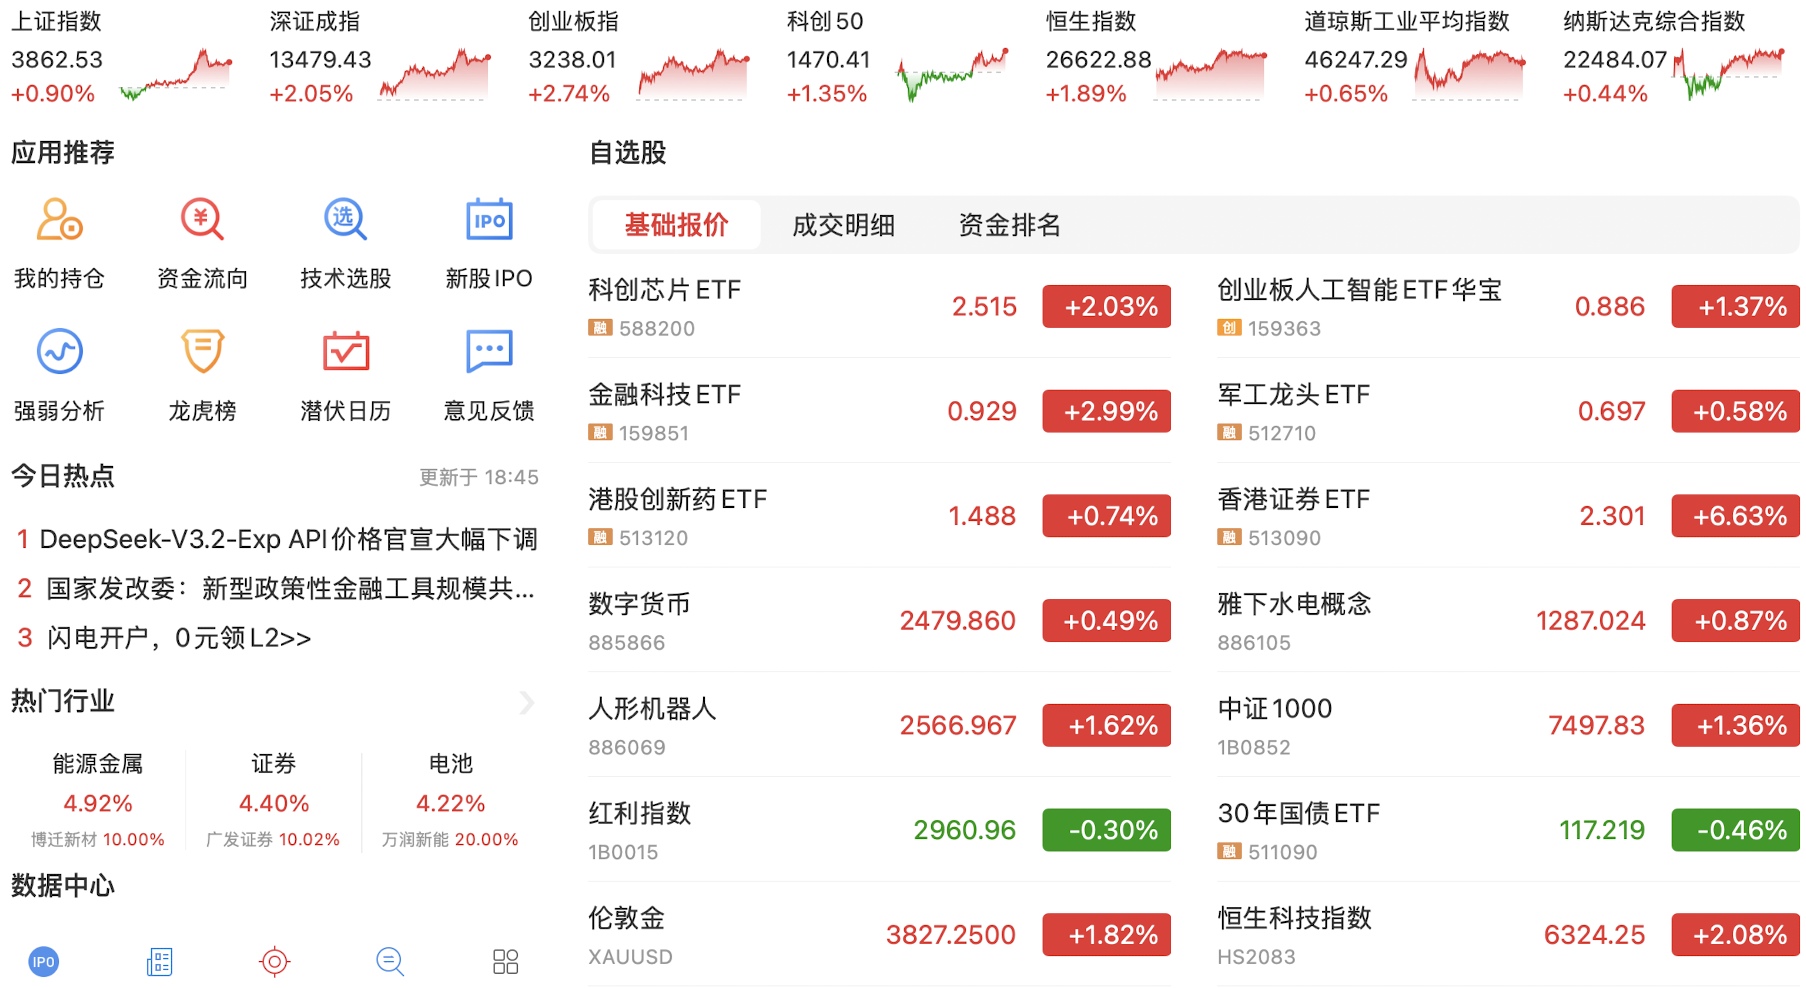 上证指数
3862.53
+0.90%
深证成指
13479.43
+2.05%
创业板指
3238.01
+2.74%
科创50
1470.41
+1.35%
恒生指数
26622.88
+1.89%
道琼斯工业平均指数
46247.29
+0.65%
纳斯达克综合指数
22484.07
+0.44%
应用推荐
¥
选
IPO
我的持仓
资金流向
技术选股
新股IPO
强弱分析
龙虎榜
潜伏日历
意见反馈
今日热点
更新于 18:45
1 DeepSeek-V3.2-Exp API价格官宣大幅下调
2 国家发改委：新型政策性金融工具规模共...
3 闪电开户，0元领L2>>
热门行业
能源金属
4.92%
博迁新材 10.00%
证券
4.40%
广发证券 10.02%
电池
4.22%
万润新能 20.00%
数据中心
IPO
自选股
基础报价
成交明细
资金排名
科创芯片ETF
融 588200
2.515
+2.03%
创业板人工智能ETF华宝
创 159363
0.886
+1.37%
金融科技ETF
融 159851
0.929
+2.99%
军工龙头ETF
融 512710
0.697
+0.58%
港股创新药ETF
融 513120
1.488
+0.74%
香港证券ETF
融 513090
2.301
+6.63%
数字货币
885866
2479.860
+0.49%
雅下水电概念
886105
1287.024
+0.87%
人形机器人
886069
2566.967
+1.62%
中证1000
1B0852
7497.83
+1.36%
红利指数
1B0015
2960.96
-0.30%
30年国债ETF
融 511090
117.219
-0.46%
伦敦金
XAUUSD
3827.2500
+1.82%
恒生科技指数
HS2083
6324.25
+2.08%